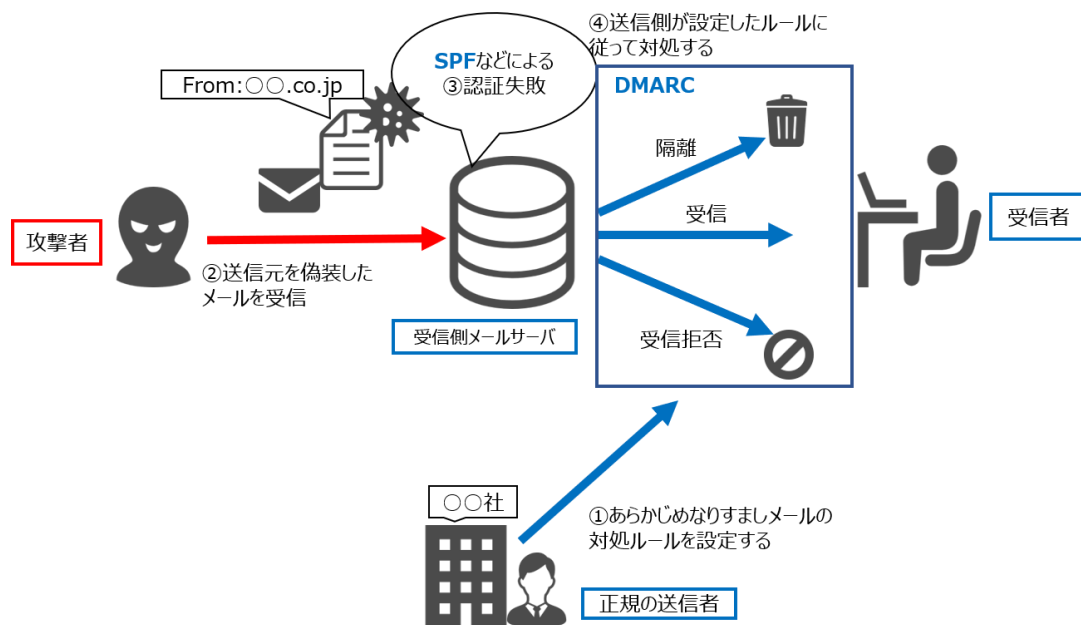 ④送信側が設定したルールに
従って対処する
SPFなどによる
③認証失敗
From:○○.co.jp
DMARC
隔離
受信
受信拒否
攻撃者
受信者
②送信元を偽装した
メールを受信
受信側メールサーバ
○○社
①あらかじめなりすましメールの
対処ルールを設定する
正規の送信者